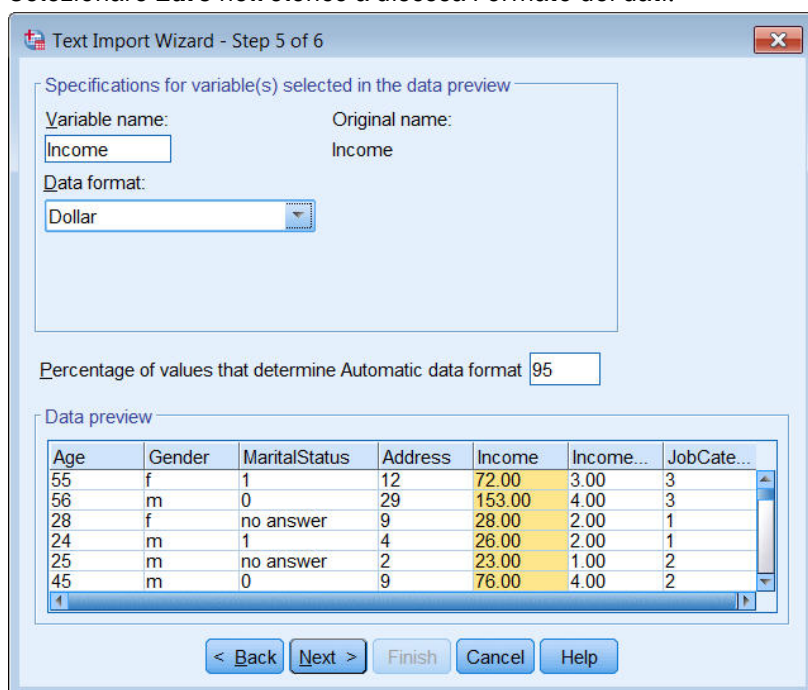 Text Import Wizard - Step 5 of 6
Specifications for variable(s) selected in the data preview
Variable name: Original name:
Income Income
Data format:
Dollar
Percentage of values that determine Automatic data format 95
Data preview
Age Gender MaritalStatus Address Income Income... JobCate...
55 f 1 12 72.00 3.00 3
56 m 0 29 153.00 4.00 3
28 f no answer 9 28.00 2.00 1
24 m 1 4 26.00 2.00 1
25 m no answer 2 23.00 1.00 2
45 m 0 9 76.00 4.00 2
< Back Next > Finish Cancel Help